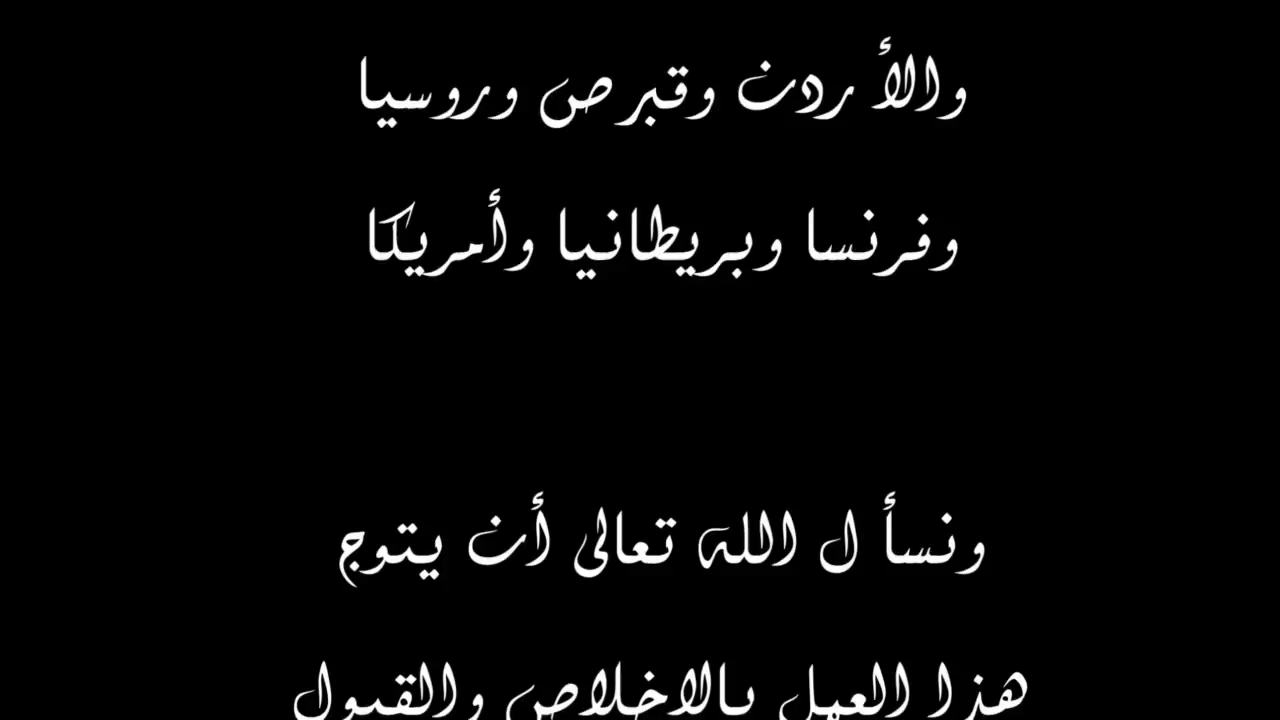 والأردن وقبرص وروسيا
وفرنسا وبريطانيا وأمريكا
ونسأل الله تعالى أن يتوج
هذا العمل بالاخلاص والقبول